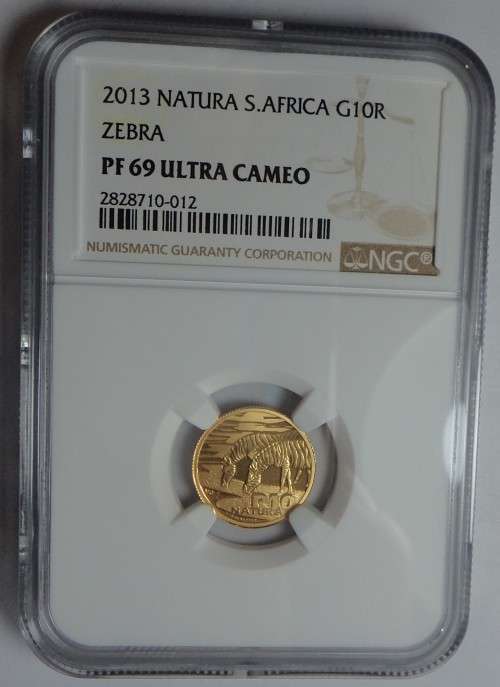 2013 NATURA S.AFRICA G10R
ZEBRA
PF 69 ULTRA CAMEO
2828710-012
NUMISMATIC GUARANTY CORPORATION
NGC®
R10
NATURA